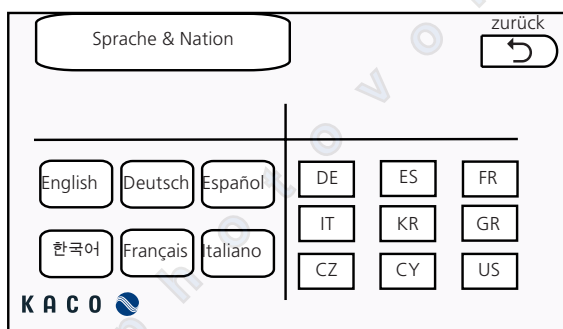 Sprache & Nation
zurück
English Deutsch Español
한국어 Français Italiano
DE ES FR
IT KR GR
CZ CY US
KACO
photovo